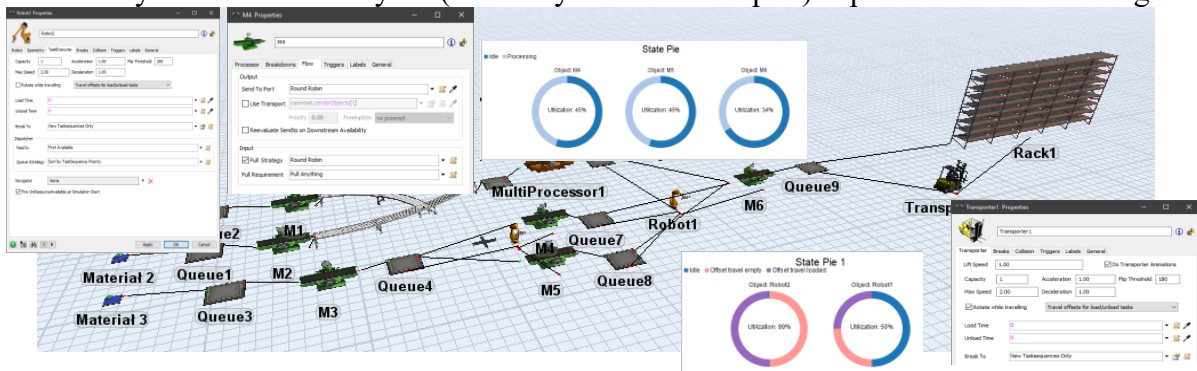 Robot2 Properties
Robot2
Robot Geometry TaskExecuter Breaks Collision Triggers Labels General
Capacity 1 Acceleration 1.00 Flip Threshold 180
Max Speed 2.00 Deceleration 1.00
Rotate while travelling Travel offsets for load/unload tasks
Load Time 0
Unload Time 0
Break To New Tasksequences Only
Dispatcher
Pass To First Available
Queue Strategy Sort by TaskSequence Priority
Navigator None
Fire OnResourceAvailable at Simulation Start
Apply OK Cancel
M4 Properties
M4
Processor Breakdowns Flow Triggers Labels General
Output
Send To Port Round Robin
Use Transport current.centerObjects[1]
Priority 0.00 Preemption no preempt
Reevaluate Sendto on Downstream Availability
Input
Pull Strategy Round Robin
Pull Requirement Pull Anything
State Pie
Idle Processing
Object: M4 Object: M5 Object: M6
Utilization: 45% Utilization: 45% Utilization: 34%
Rack1
MultiProcessor1
Queue9
M6
Robot1
M1
M4
Queue7
Material 2
Queue1
M2
Queue4
M5
Queue8
Material 3
Queue3
M3
State Pie 1
Idle Offset travel empty Offset travel loaded
Object: Robot2 Object: Robot1
Utilization: 99% Utilization: 50%
Transporter1 Properties
Transporter1
Transporter Breaks Collision Triggers Labels General
Lift Speed 1.00 Do Transporter Animations
Capacity 1 Acceleration 1.00 Flip Threshold 180
Max Speed 2.00 Deceleration 1.00
Rotate while travelling Travel offsets for load/unload tasks
Load Time 0
Unload Time 0
Break To New Tasksequences Only